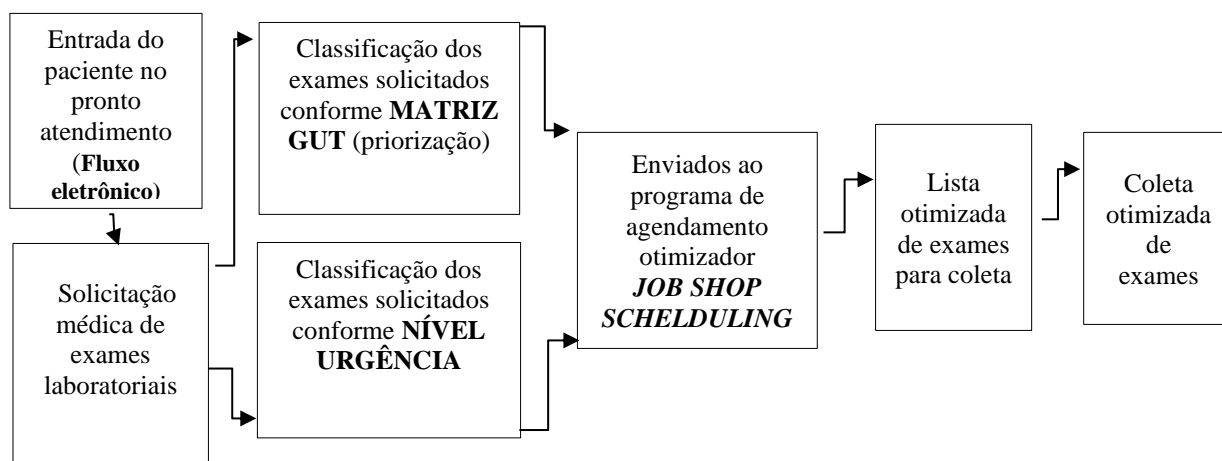 Entrada do
paciente no
pronto
atendimento
(Fluxo
eletrônico)
Solicitação
médica de
exames
laboratoriais
Classificação dos
exames solicitados
conforme MATRIZ
GUT (priorização)
Classificação dos
exames solicitados
conforme NÍVEL
URGÊNCIA
Enviados ao
programa de
agendamento
otimizador
JOB SHOP
SCHELDULING
Lista
otimizada
de exames
para coleta
Coleta
otimizada
de
exames